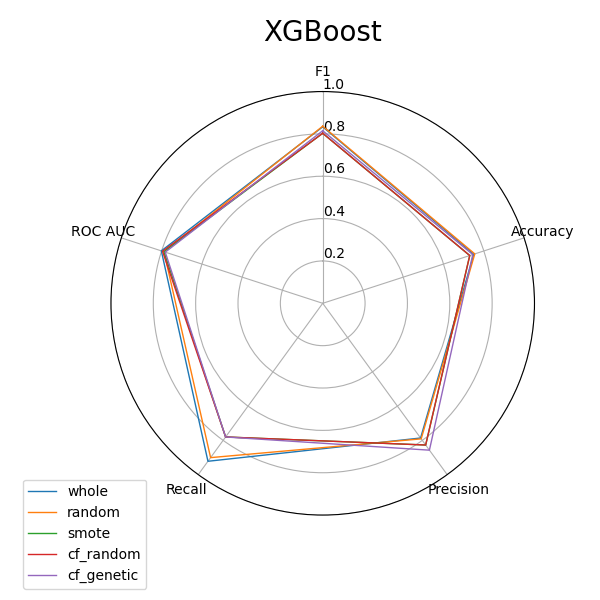 XGBoost
F1
1.0
0.8
0.6
0.4
0.2
ROC AUC
Accuracy
Recall
Precision
whole
random
smote
cf_random
cf_genetic